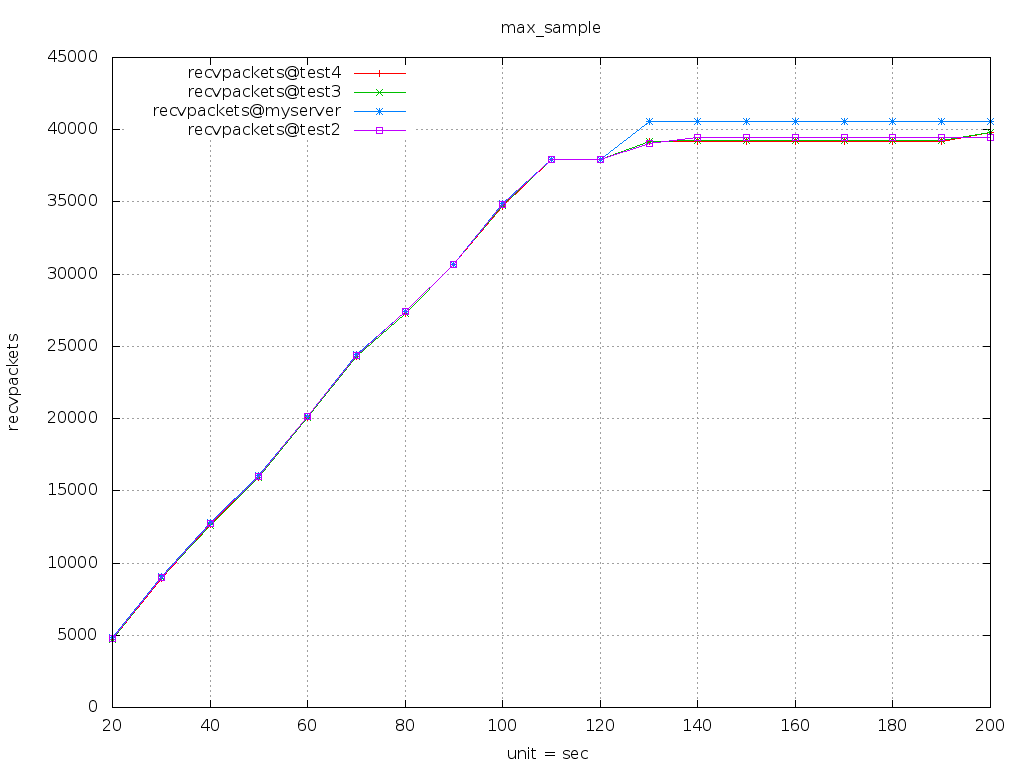 max_sample
45000
40000
35000
30000
25000
20000
15000
10000
5000
0
recvpackets@test4
recvpackets@test3
recvpackets@myserver
recvpackets@test2
recvpackets
20 40 60 80 100 120 140 160 180 200
unit = sec